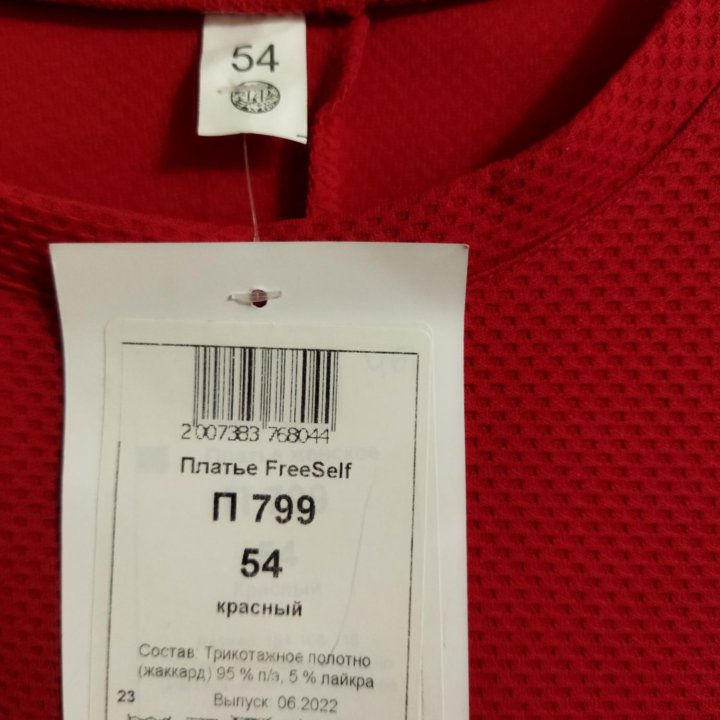 54
2 007383 768044
Платье FreeSelf
П 799
54
красный
Состав: Трикотажное полотно
(жаккард) 95 % п/э, 5 % лайкра
23 Выпуск 06.2022